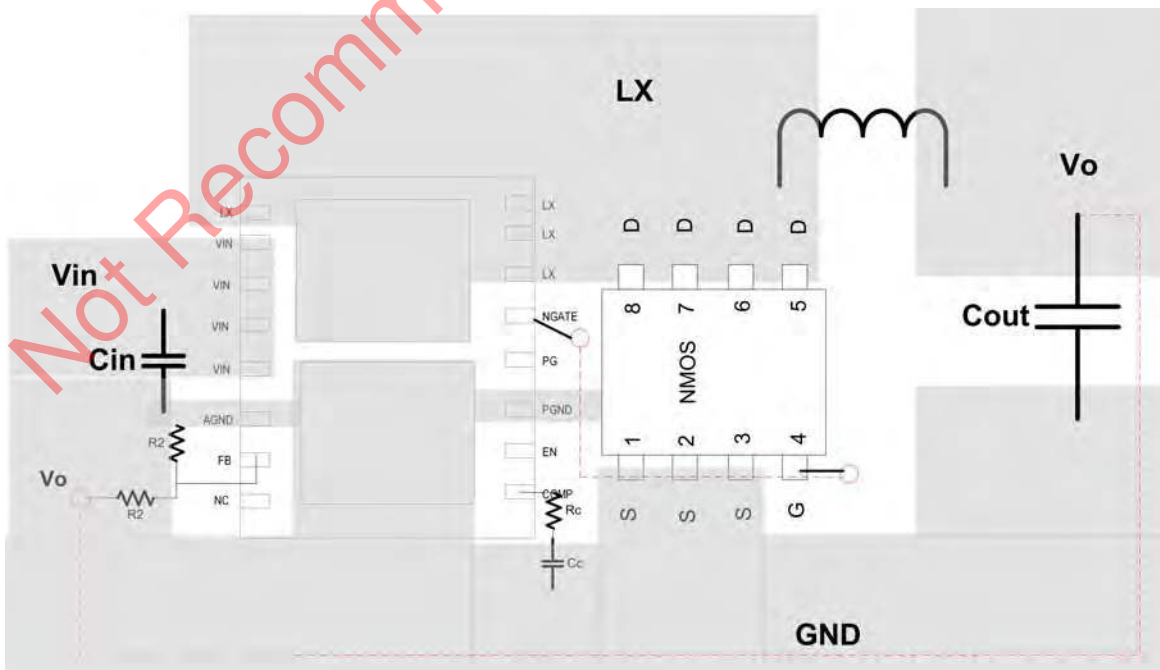 Not Recomm
LX
Vo
Vin
Cin
Cout
LX
VIN
VIN
VIN
VIN
AGND
FB
NC
LX
LX
LX
NGATE
PG
PGND
EN
COMP
D D D D
8 7 6 5
NMOS
1 2 3 4
S S S G
R2
Vo
R2
Rc
Cc
GND